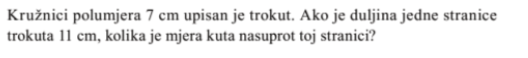 Kružnici polumjera 7 cm upisan je trokut. Ako je duljina jedne stranice
trokuta 11 cm, kolika je mjera kuta nasuprot toj stranici?